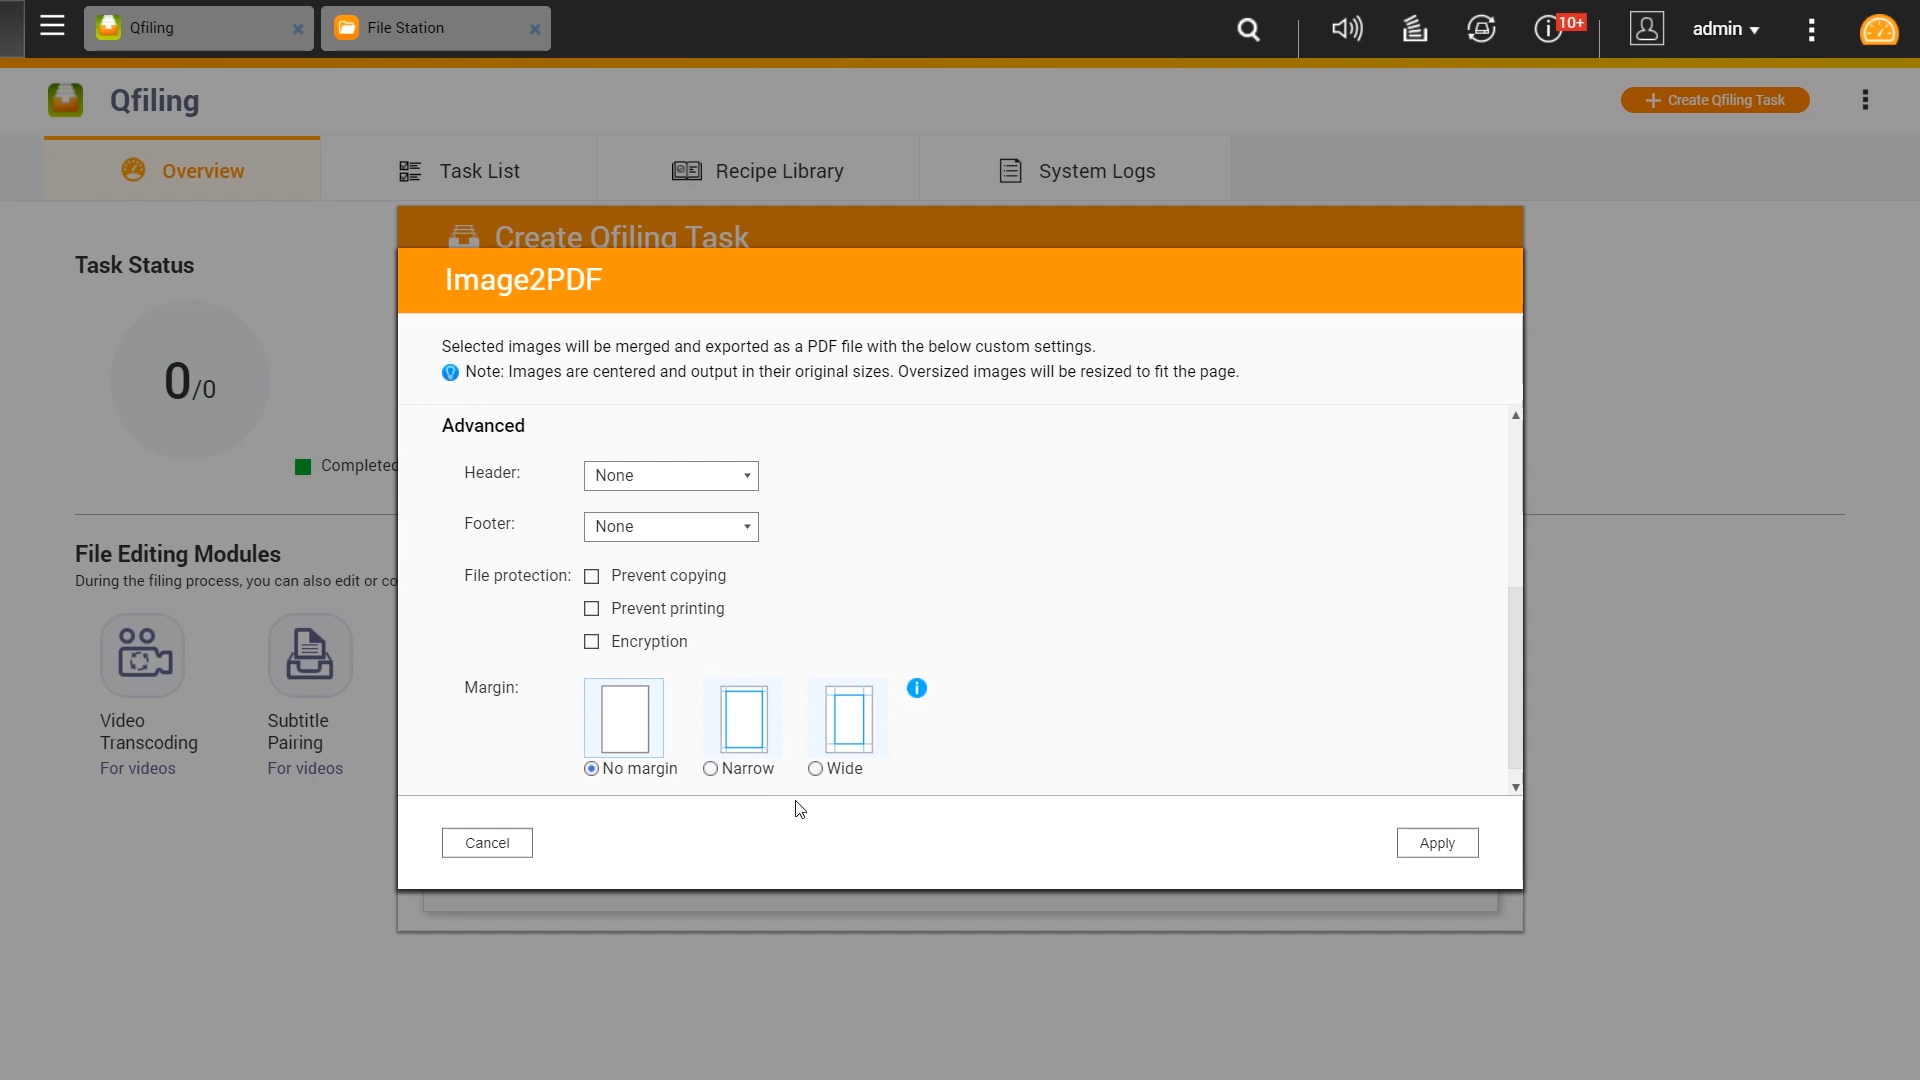 Qfiling
File Station
10+
admin
Qfiling
Create Qfiling Task
Overview
Task List
Recipe Library
System Logs
Task Status
0/0
Completed
File Editing Modules
During the filing process, you can also edit or co
Video
Transcoding
For videos
Subtitle
Pairing
For videos
Create Qfiling Task
Image2PDF
Selected images will be merged and exported as a PDF file with the below custom settings.
Note: Images are centered and output in their original sizes. Oversized images will be resized to fit the page.
Advanced
Header:
None
Footer:
None
File protection:
Prevent copying
Prevent printing
Encryption
Margin:
No margin
Narrow
Wide
Cancel
Apply